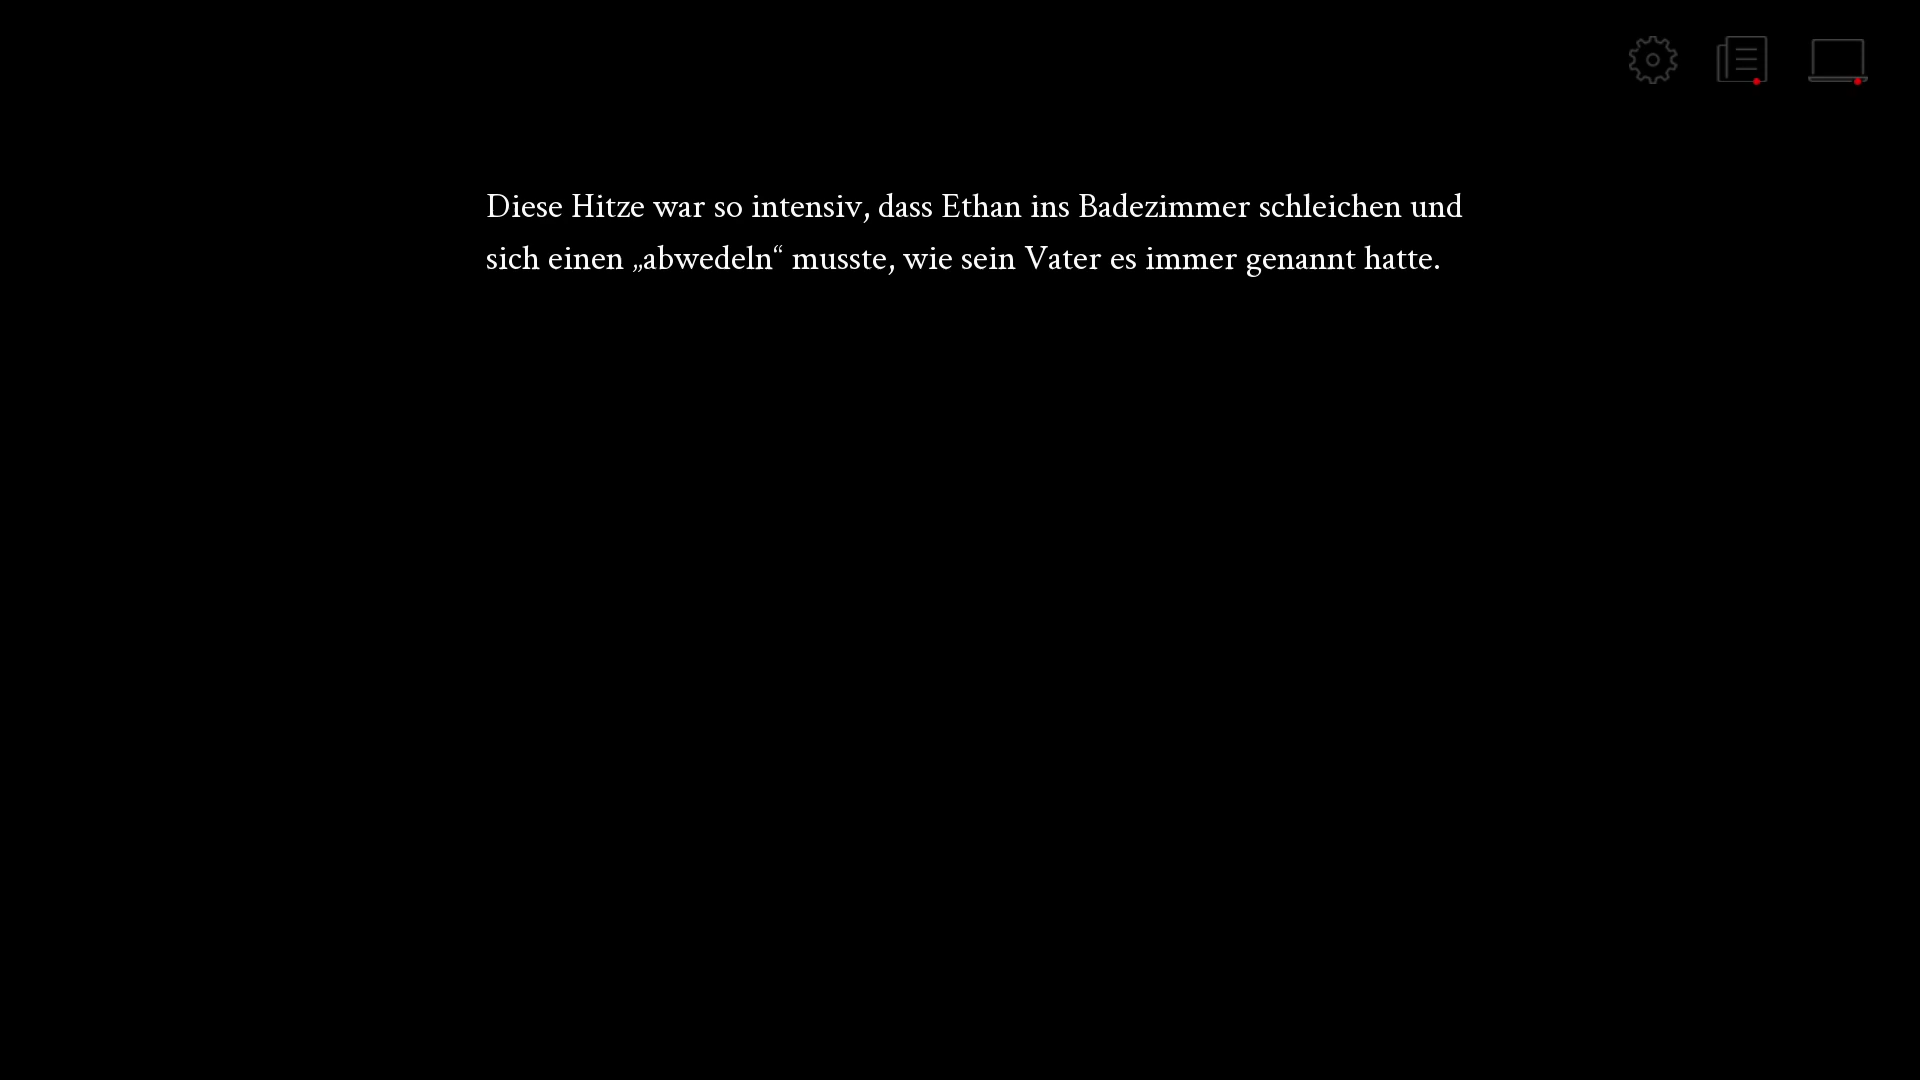 Diese Hitze war so intensiv, dass Ethan ins Badezimmer schleichen und
sich einen „abwedeln“ musste, wie sein Vater es immer genannt hatte.